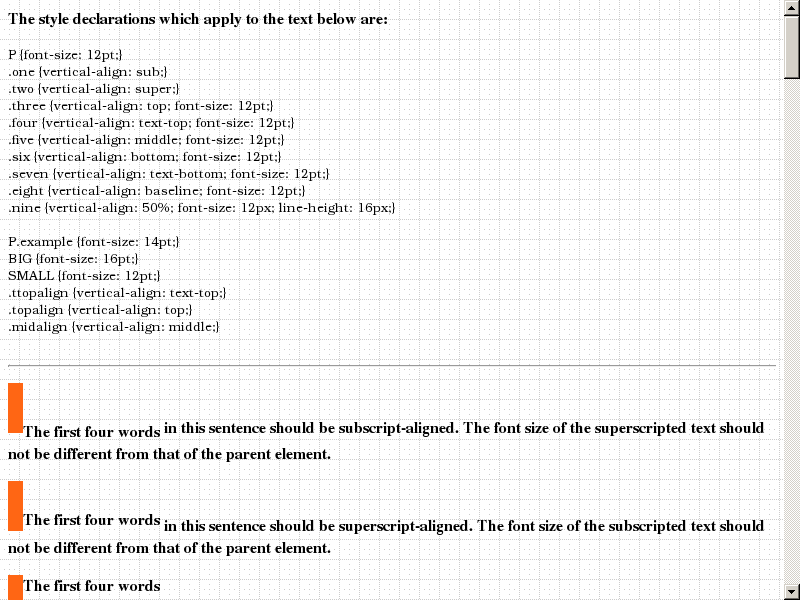 The style declarations which apply to the text below are:
P {font-size: 12pt;}
.one {vertical-align: sub;}
.two {vertical-align: super;}
.three {vertical-align: top; font-size: 12pt;}
.four {vertical-align: text-top; font-size: 12pt;}
.five {vertical-align: middle; font-size: 12pt;}
.six {vertical-align: bottom; font-size: 12pt;}
.seven {vertical-align: text-bottom; font-size: 12pt;}
.eight {vertical-align: baseline; font-size: 12pt;}
.nine {vertical-align: 50%; font-size: 12px; line-height: 16px;}
P.example {font-size: 14pt;}
BIG {font-size: 16pt;}
SMALL {font-size: 12pt;}
.ttopalign {vertical-align: text-top;}
.topalign {vertical-align: top;}
.midalign {vertical-align: middle;}
The first four words in this sentence should be subscript-aligned. The font size of the superscripted text should
not be different from that of the parent element.
The first four words in this sentence should be superscript-aligned. The font size of the subscripted text should
not be different from that of the parent element.
The first four words